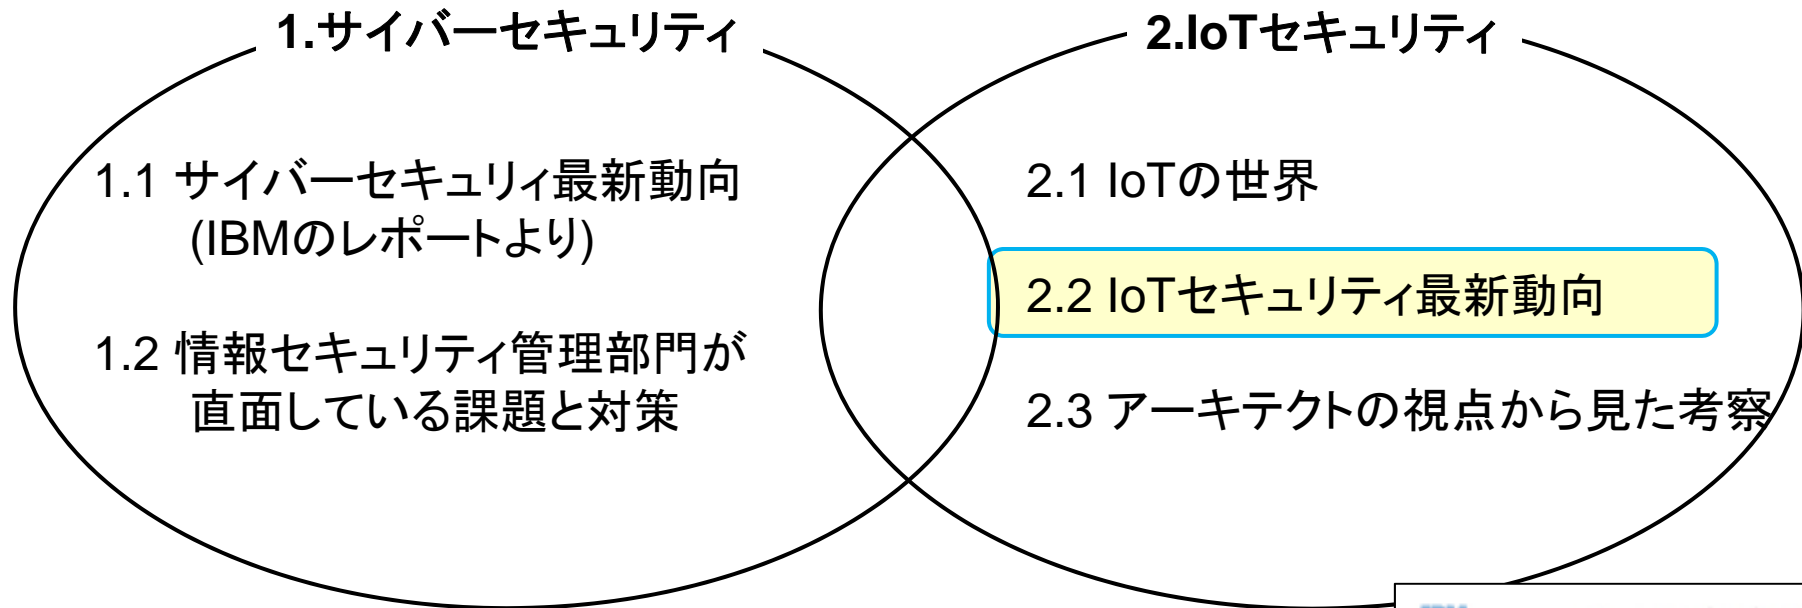 1.サイバーセキュリティ
1.1 サイバーセキュリィ最新動向
(IBMのレポートより)
1.2 情報セキュリティ管理部門が
直面している課題と対策
2.IoTセキュリティ
2.1 IoTの世界
2.2 IoTセキュリティ最新動向
2.3 アーキテクトの視点から見た考察